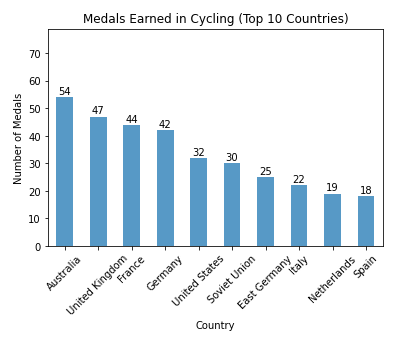 Medals Earned in Cycling (Top 10 Countries)
Number of Medals
70
60
50
40
30
20
10
0
54
47
44
42
32
30
25
22
19
18
Australia
United Kingdom
France
Germany
United States
Soviet Union
East Germany
Italy
Netherlands
Spain
Country